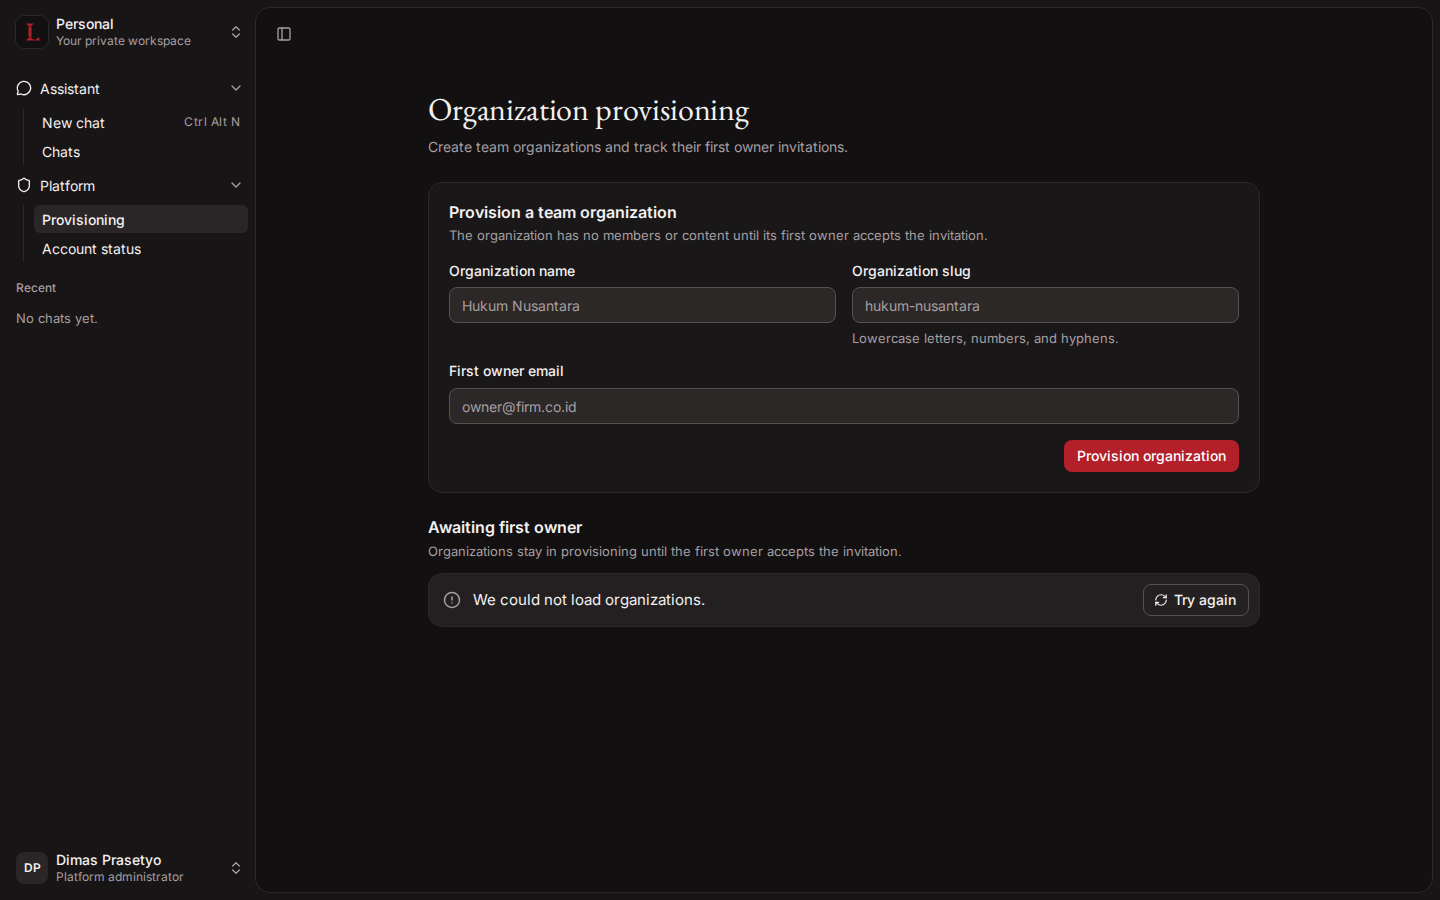 L
Personal
Your private workspace
Assistant
New chat
Ctrl Alt N
Chats
Platform
Provisioning
Account status
Recent
No chats yet.
Organization provisioning
Create team organizations and track their first owner invitations.
Provision a team organization
The organization has no members or content until its first owner accepts the invitation.
Organization name
Organization slug
Hukum Nusantara
hukum-nusantara
Lowercase letters, numbers, and hyphens.
First owner email
owner@firm.co.id
Provision organization
Awaiting first owner
Organizations stay in provisioning until the first owner accepts the invitation.
We could not load organizations.
Try again
DP
Dimas Prasetyo
Platform administrator